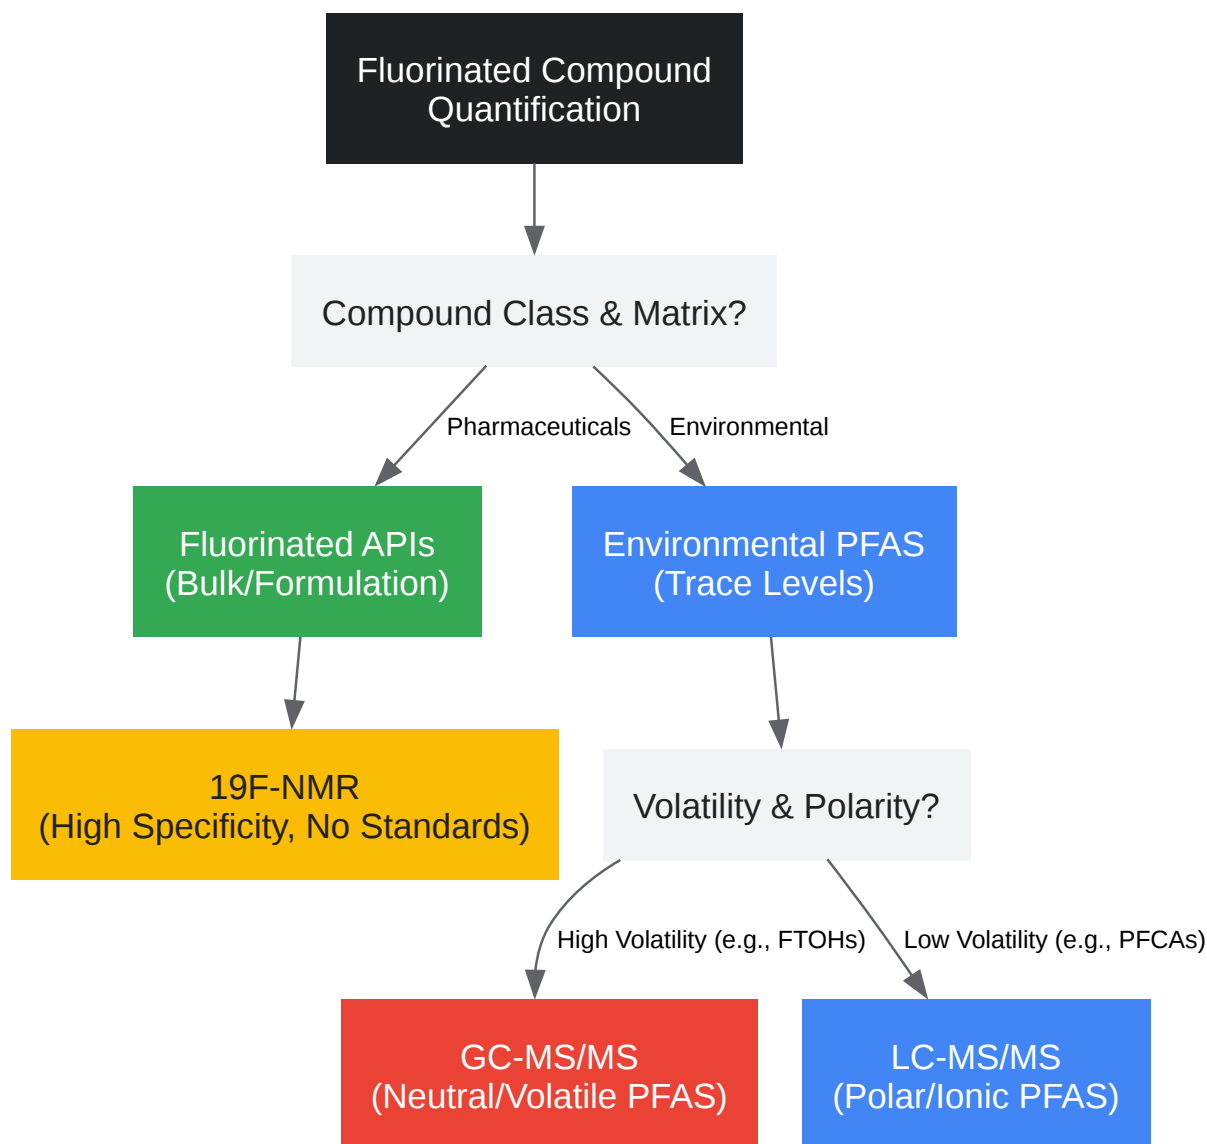 Fluorinated Compound
Quantification
Compound Class & Matrix?
Pharmaceuticals
Environmental
Fluorinated APIs
(Bulk/Formulation)
Environmental PFAS
(Trace Levels)
19F-NMR
(High Specificity, No Standards)
Volatility & Polarity?
High Volatility (e.g., FTOHs)
Low Volatility (e.g., PFCAs)
GC-MS/MS
(Neutral/Volatile PFAS)
LC-MS/MS
(Polar/Ionic PFAS)